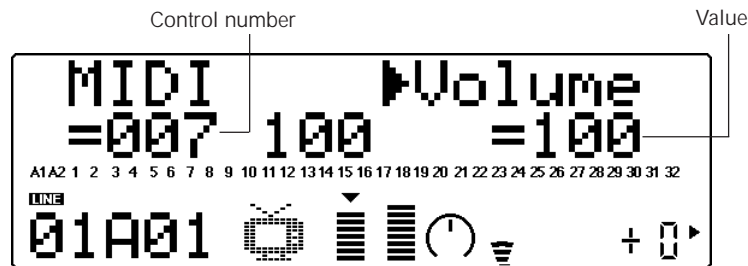 Control number Value
MIDI ▶Volume
=007 100 =100
A1 A2 1 2 3 4 5 6 7 8 9 10 11 12 13 14 15 16 17 18 19 20 21 22 23 24 25 26 27 28 29 30 31 32
LINE
01A01 ÷ 0